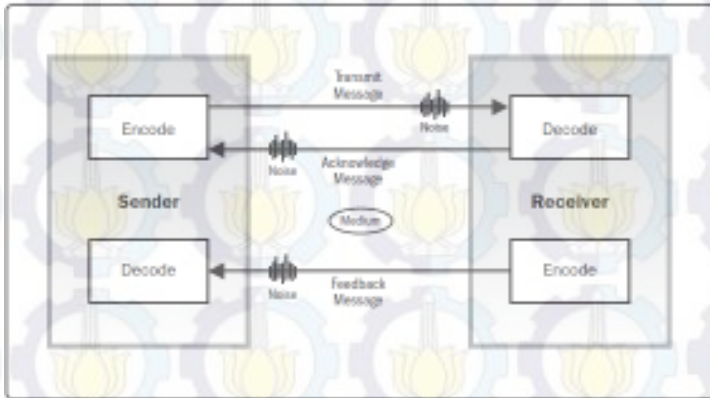 Transmit
Message
Noise
Encode
Decode
Noise
Acknowledge
Message
Sender
Receiver
Medium
Decode
Encode
Noise
Feedback
Message